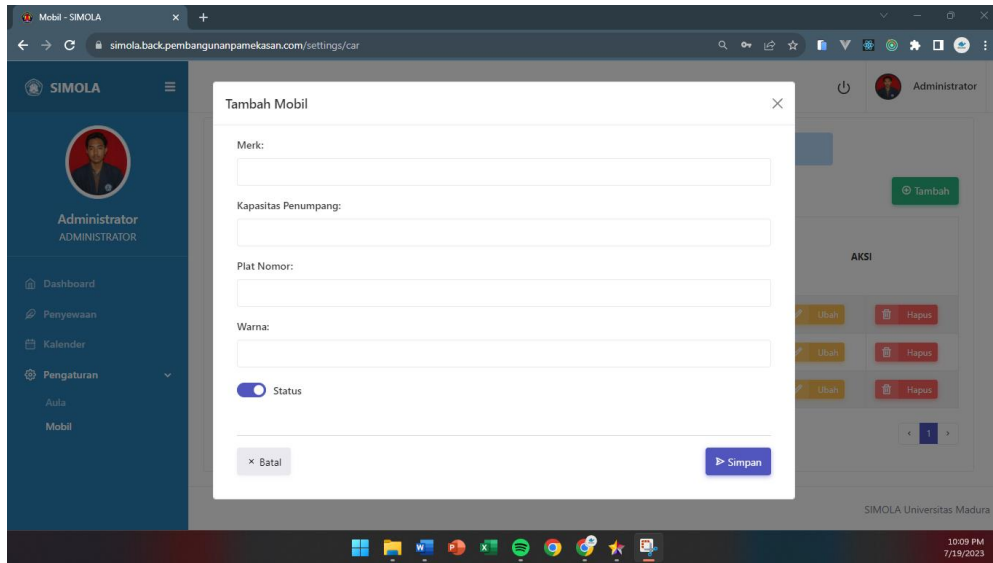 Mobil - SIMOLA
simola.back.pembangunanpamekasan.com/settings/car
SIMOLA
Administrator
Administrator
ADMINISTRATOR
Dashboard
Penyewaan
Kalender
Pengaturan
Aula
Mobil
Tambah Mobil
Merk:
Kapasitas Penumpang:
Plat Nomor:
Warna:
Status
Batal
Simpan
Tambah
AKSI
Ubah Hapus
Ubah Hapus
Ubah Hapus
1
SIMOLA Universitas Madura
10:09 PM
7/19/2023